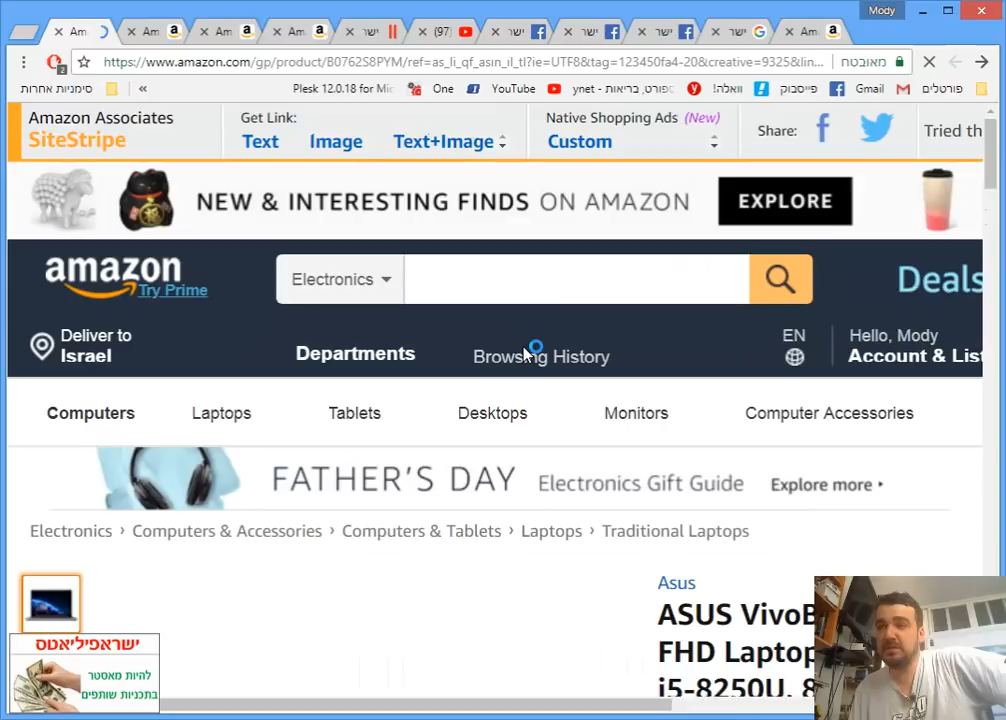 Mody
Am
Am
Am
Am
ישר
(97)
ישר
ישר
ישר
ישר
Am
2
https://www.amazon.com/gp/product/B0762S8PYM/ref=as_li_qf_asin_il_tl?ie=UTF8&tag=123450fa4-20&creative=9325&lin...
מאובטח
סימניות אחרות
»
Plesk 12.0.18 for Mic
One
YouTube
ynet - ספורט, בריאות,
וואלה!
פייסבוק
Gmail
פורטלים
Amazon Associates
SiteStripe
Get Link:
Text Image Text+Image
Native Shopping Ads (New)
Custom
Share:
Tried th
NEW & INTERESTING FINDS ON AMAZON
EXPLORE
amazon
Try Prime
Electronics
Deals
Deliver to
Israel
Departments
Browsing History
EN
Hello, Mody
Account & List
Computers Laptops Tablets Desktops Monitors Computer Accessories
FATHER'S DAY Electronics Gift Guide Explore more
Electronics › Computers & Accessories › Computers & Tablets › Laptops › Traditional Laptops
Asus
ASUS VivoB
FHD Laptop
i5-8250U, 8
ישראפיליאטס
להיות מאסטר
בתכניות שותפים